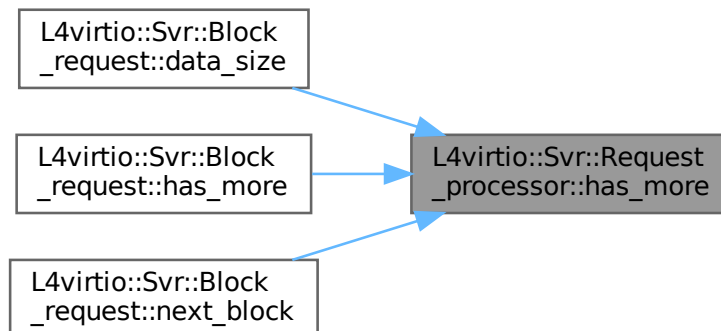 L4virtio::Svr::Block
_request::data_size
L4virtio::Svr::Block
_request::has_more
L4virtio::Svr::Request
_processor::has_more
L4virtio::Svr::Block
_request::next_block